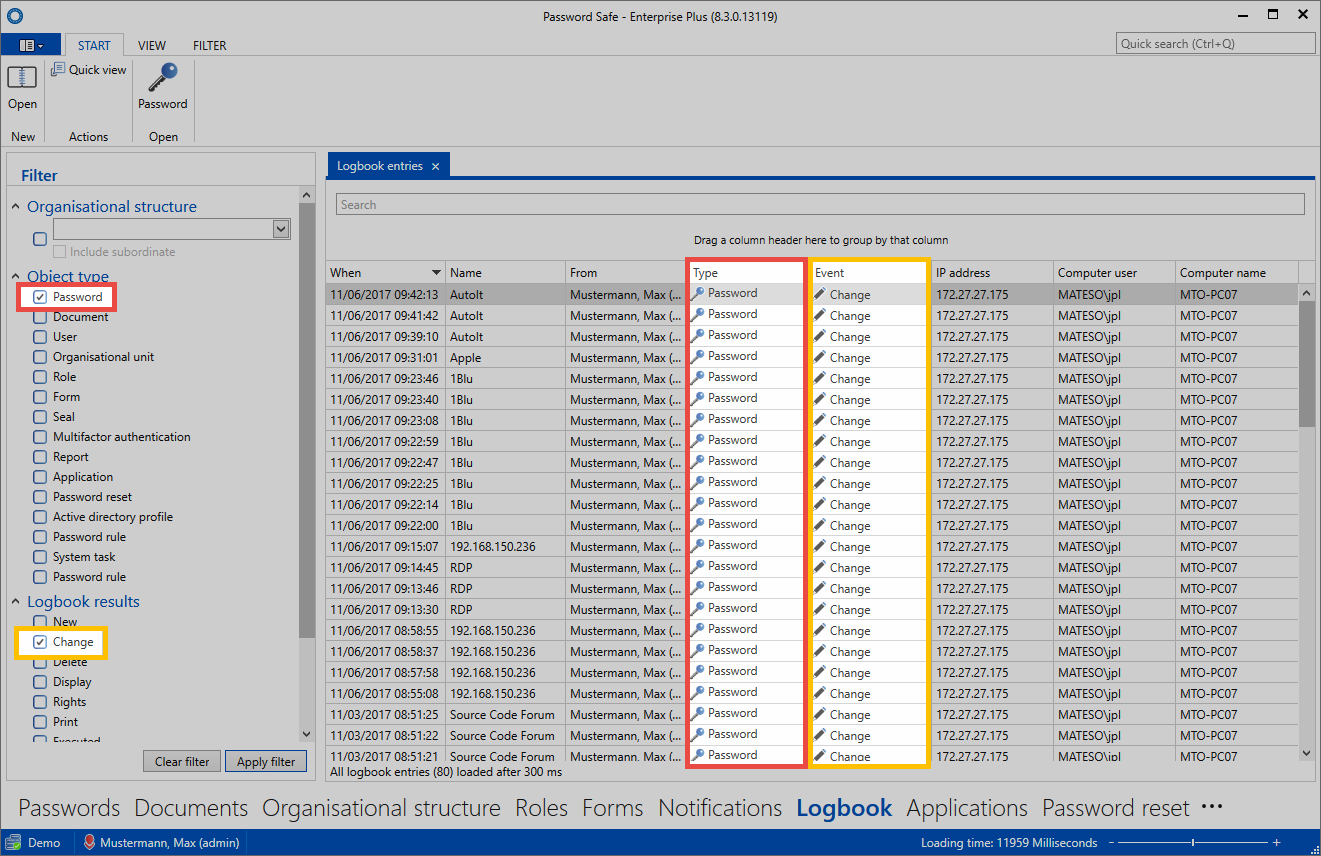 Password Safe - Enterprise Plus (8.3.0.13119)
START VIEW FILTER
Quick search (Ctrl+Q)
Open
Quick view
Password
New Actions Open
Filter
Organisational structure
Include subordinate
Object type
Password
Document
User
Organisational unit
Role
Form
Seal
Multifactor authentication
Report
Application
Password reset
Active directory profile
Password rule
System task
Password rule
Logbook results
New
Change
Delete
Display
Rights
Print
Executed
Clear filter Apply filter
Logbook entries ×
Search
Drag a column header here to group by that column
When Name From Type Event IP address Computer user Computer name
11/06/2017 09:42:13 AutoIt Mustermann, Max (... Password Change 172.27.27.175 MATESO\jpl MTO-PC07
11/06/2017 09:41:42 AutoIt Mustermann, Max (... Password Change 172.27.27.175 MATESO\jpl MTO-PC07
11/06/2017 09:39:10 AutoIt Mustermann, Max (... Password Change 172.27.27.175 MATESO\jpl MTO-PC07
11/06/2017 09:31:01 Apple Mustermann, Max (... Password Change 172.27.27.175 MATESO\jpl MTO-PC07
11/06/2017 09:23:46 1Blu Mustermann, Max (... Password Change 172.27.27.175 MATESO\jpl MTO-PC07
11/06/2017 09:23:40 1Blu Mustermann, Max (... Password Change 172.27.27.175 MATESO\jpl MTO-PC07
11/06/2017 09:23:08 1Blu Mustermann, Max (... Password Change 172.27.27.175 MATESO\jpl MTO-PC07
11/06/2017 09:22:59 1Blu Mustermann, Max (... Password Change 172.27.27.175 MATESO\jpl MTO-PC07
11/06/2017 09:22:47 1Blu Mustermann, Max (... Password Change 172.27.27.175 MATESO\jpl MTO-PC07
11/06/2017 09:22:25 1Blu Mustermann, Max (... Password Change 172.27.27.175 MATESO\jpl MTO-PC07
11/06/2017 09:22:14 1Blu Mustermann, Max (... Password Change 172.27.27.175 MATESO\jpl MTO-PC07
11/06/2017 09:22:00 1Blu Mustermann, Max (... Password Change 172.27.27.175 MATESO\jpl MTO-PC07
11/06/2017 09:15:07 192.168.150.236 Mustermann, Max (... Password Change 172.27.27.175 MATESO\jpl MTO-PC07
11/06/2017 09:14:45 RDP Mustermann, Max (... Password Change 172.27.27.175 MATESO\jpl MTO-PC07
11/06/2017 09:13:46 RDP Mustermann, Max (... Password Change 172.27.27.175 MATESO\jpl MTO-PC07
11/06/2017 09:13:30 RDP Mustermann, Max (... Password Change 172.27.27.175 MATESO\jpl MTO-PC07
11/06/2017 08:58:55 192.168.150.236 Mustermann, Max (... Password Change 172.27.27.175 MATESO\jpl MTO-PC07
11/06/2017 08:58:37 192.168.150.236 Mustermann, Max (... Password Change 172.27.27.175 MATESO\jpl MTO-PC07
11/06/2017 08:57:58 192.168.150.236 Mustermann, Max (... Password Change 172.27.27.175 MATESO\jpl MTO-PC07
11/06/2017 08:55:08 192.168.150.236 Mustermann, Max (... Password Change 172.27.27.175 MATESO\jpl MTO-PC07
11/03/2017 08:51:25 Source Code Forum Mustermann, Max (... Password Change 172.27.27.175 MATESO\jpl MTO-PC07
11/03/2017 08:51:22 Source Code Forum Mustermann, Max (... Password Change 172.27.27.175 MATESO\jpl MTO-PC07
11/03/2017 08:51:21 Source Code Forum Mustermann, Max (... Password Change 172.27.27.175 MATESO\jpl MTO-PC07
All logbook entries (80) loaded after 300 ms
Passwords Documents Organisational structure Roles Forms Notifications Logbook Applications Password reset ...
Demo Mustermann, Max (admin) Loading time: 11959 Milliseconds - +